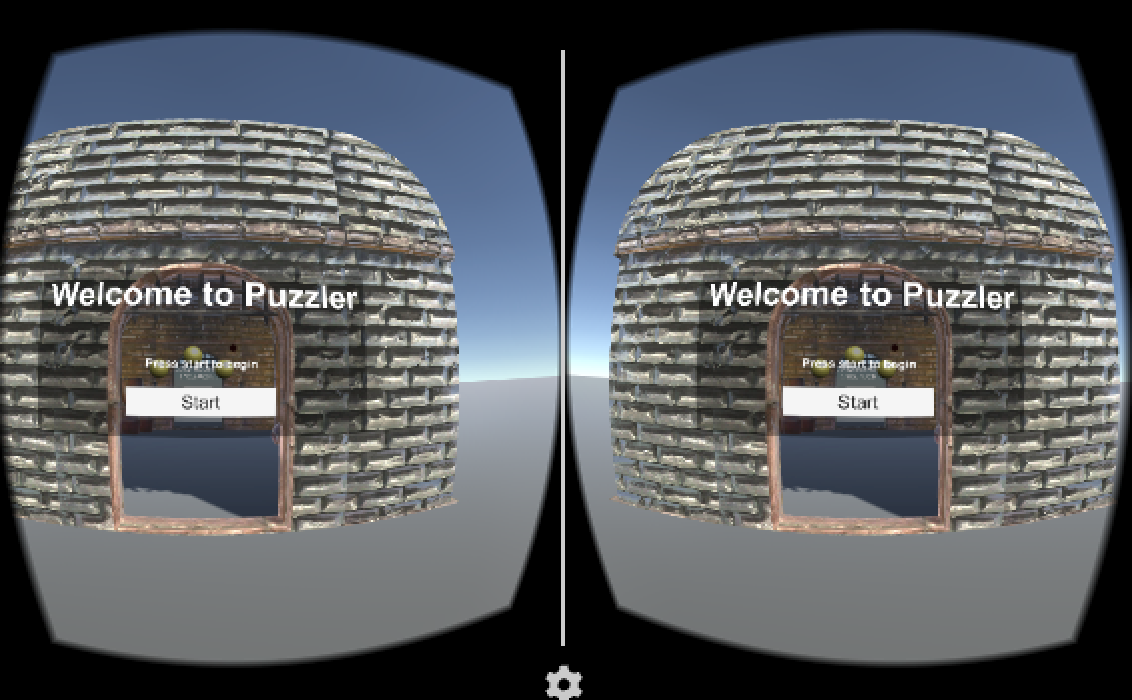 Welcome to Puzzler
Press start to begin
Start
Welcome to Puzzler
Press start to begin
Start